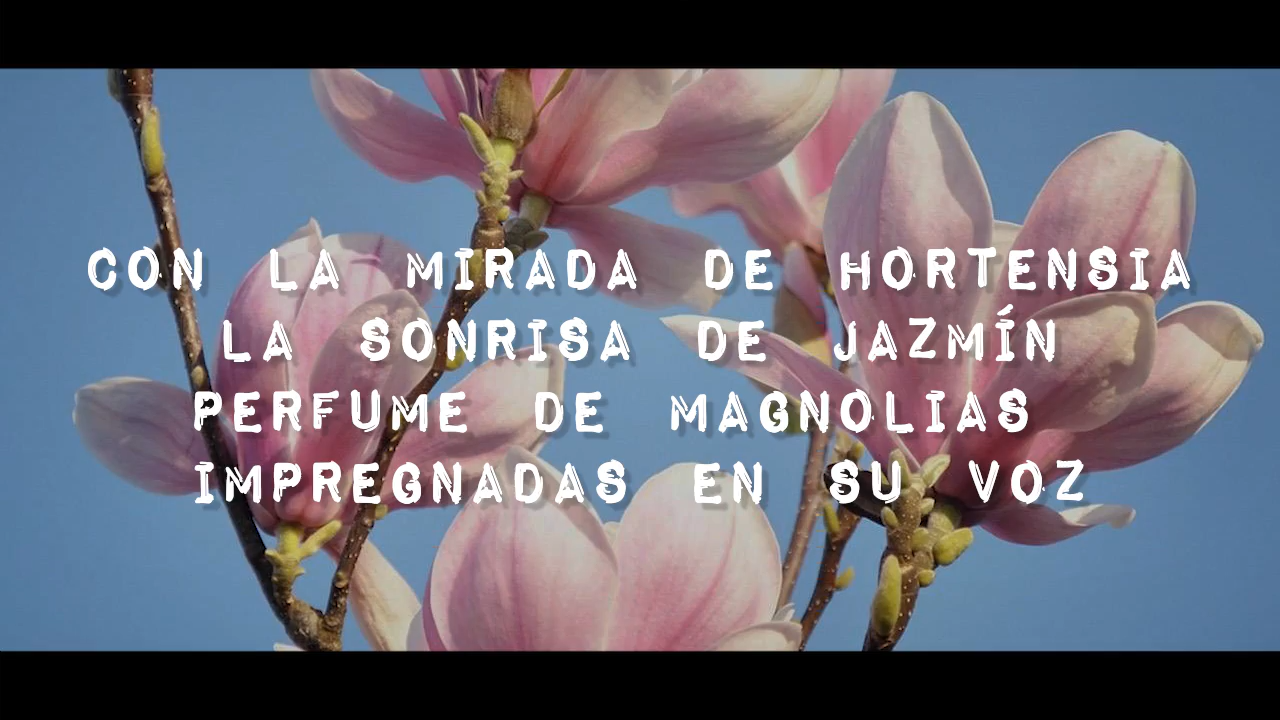 CON LA MIRADA DE HORTENSIA
LA SONRISA DE JAZMÍN
PERFUME DE MAGNOLIAS
IMPREGNADAS EN SU VOZ